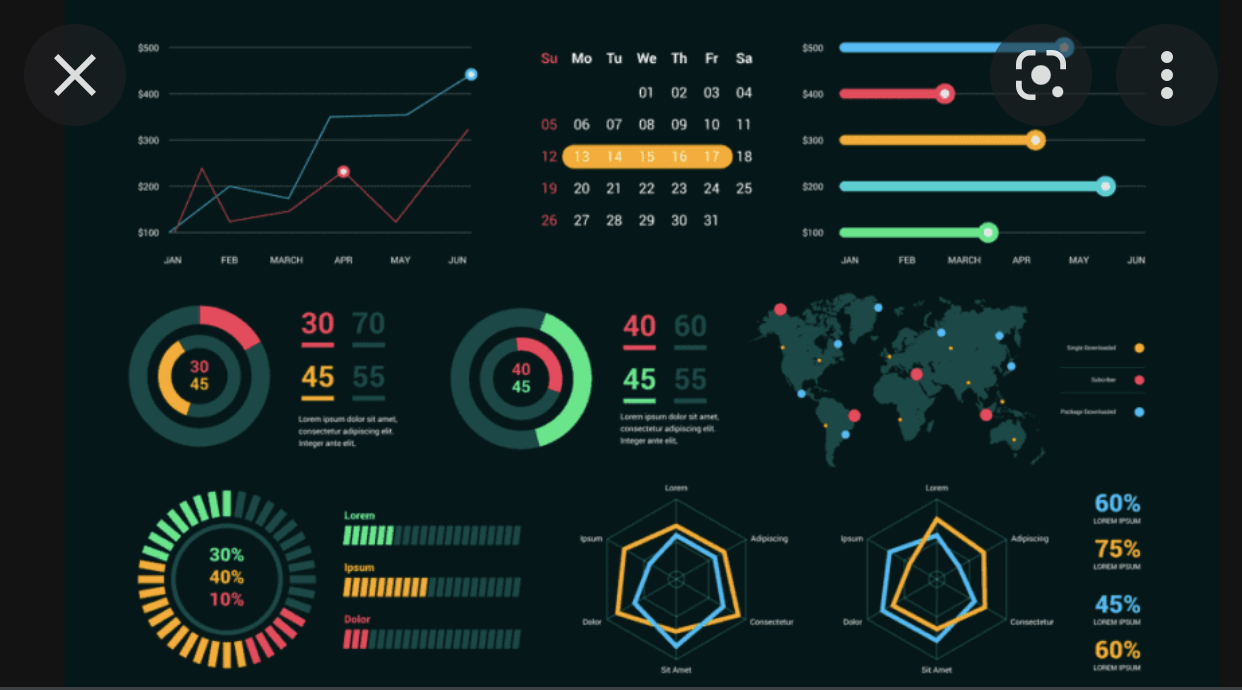 $500
$400
$300
$200
$100
JAN FEB MARCH APR MAY JUN
Su Mo Tu We Th Fr Sa
01 02 03 04
05 06 07 08 09 10 11
12 13 14 15 16 17 18
19 20 21 22 23 24 25
26 27 28 29 30 31
$500
$400
$300
$200
$100
JAN FEB MARCH APR MAY JUN
30
45
30 70
45 55
Lorem ipsum dolor sit amet,
consectetur adipiscing elit.
Integer ante elit,
40
45
40 60
45 55
Lorem ipsum dolor sit amet,
consectetur adipiscing elit.
Integer ante elit,
Single Downloaded
Subcriber
Package Downloaded
30%
40%
10%
Lorem
Ipsum
Dolor
Lorem
Ipsum Adipiscing
Dolor Consectetur
Sit Amet
Lorem
Ipsum Adipiscing
Dolor Consectetur
Sit Amet
60%
LOREM IPSUM
75%
LOREM IPSUM
45%
LOREM IPSUM
60%
LOREM IPSUM